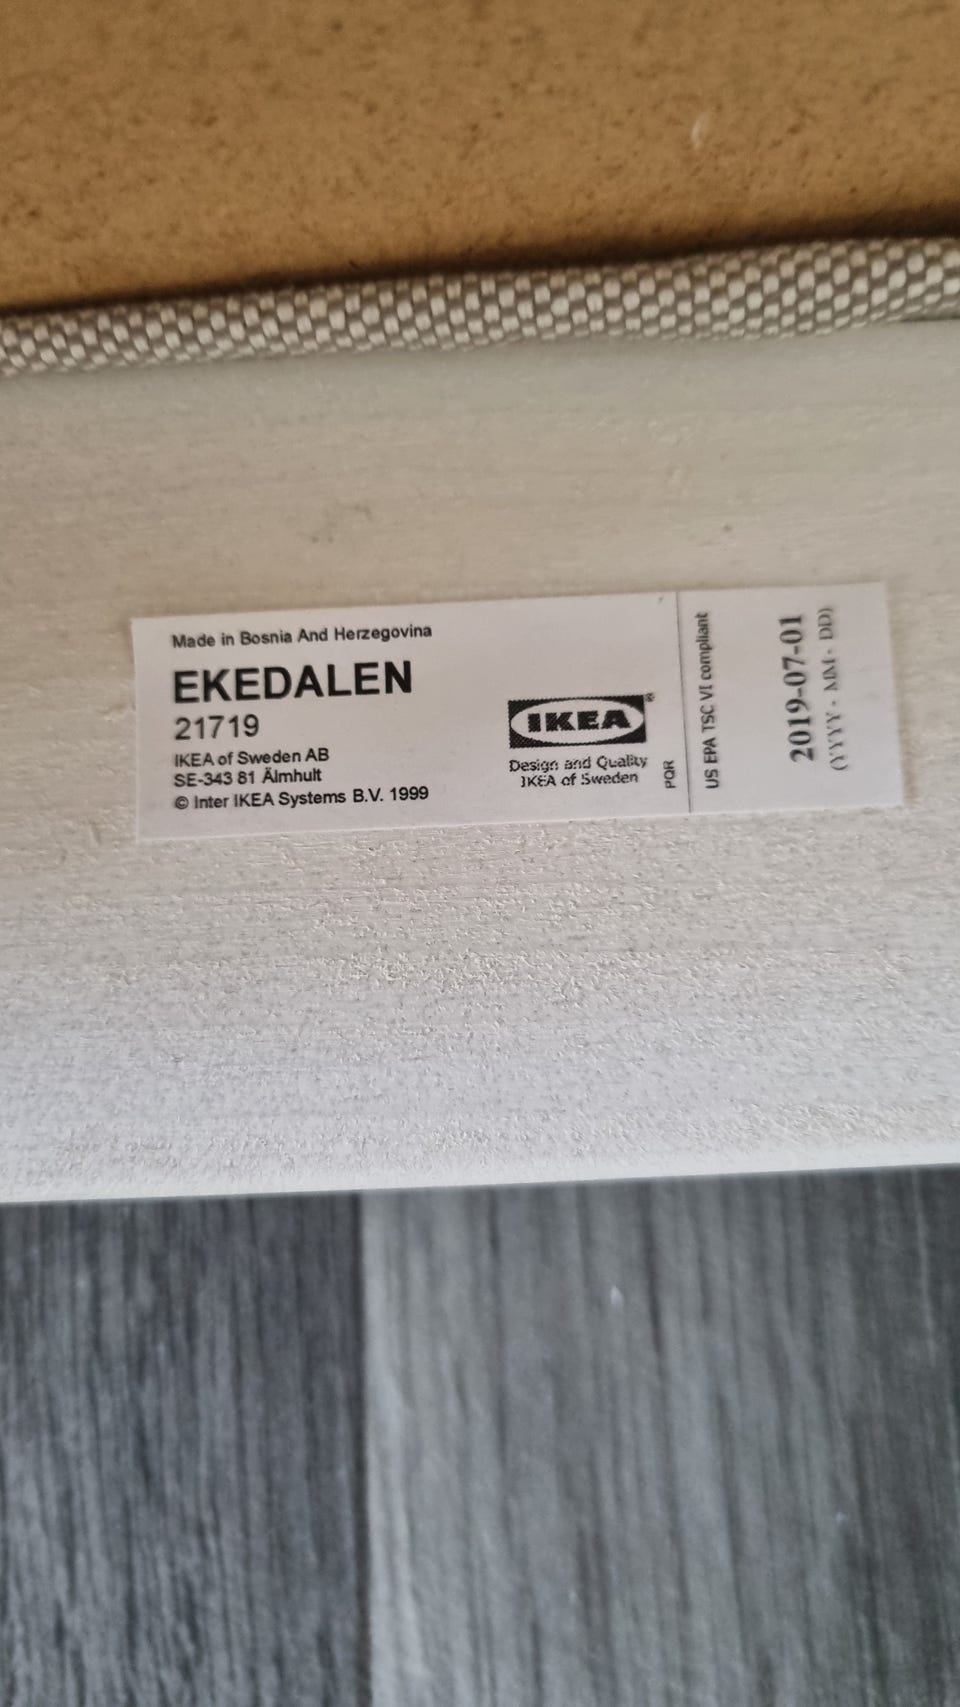 Made in Bosnia And Herzegovina
EKEDALEN
21719
IKEA of Sweden AB
SE-343 81 Älmhult
© Inter IKEA Systems B.V. 1999
IKEA®
Design and Quality
IKEA of Sweden
PQR
US EPA TSC VI compliant
2019-07-01
(YYYY - MM - DD)